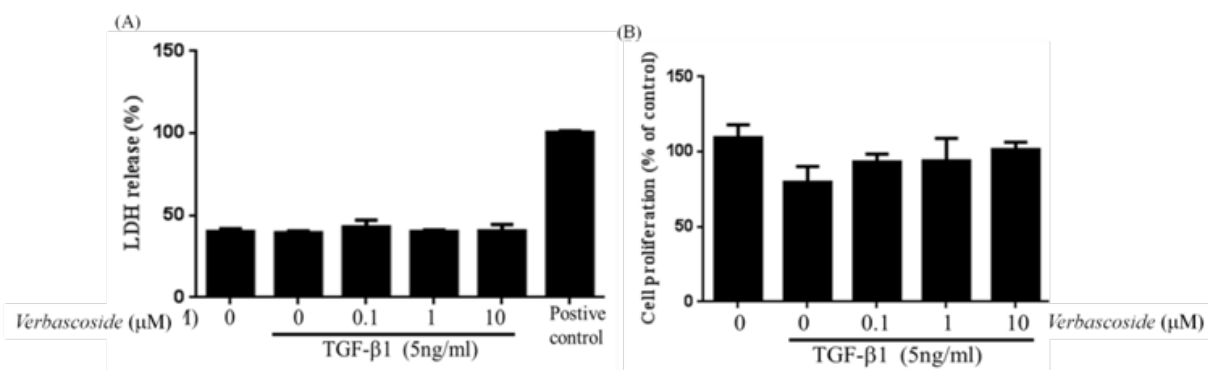 (A)
150
100
50
0
LDH release (%)
Verbascoside (μM) 0 0 0.1 1 10 Postive
control
TGF-β1 (5ng/ml)
(B)
150
100
50
0
Cell proliferation (% of control)
0 0 0.1 1 10 Verbascoside (μM)
TGF-β1 (5ng/ml)